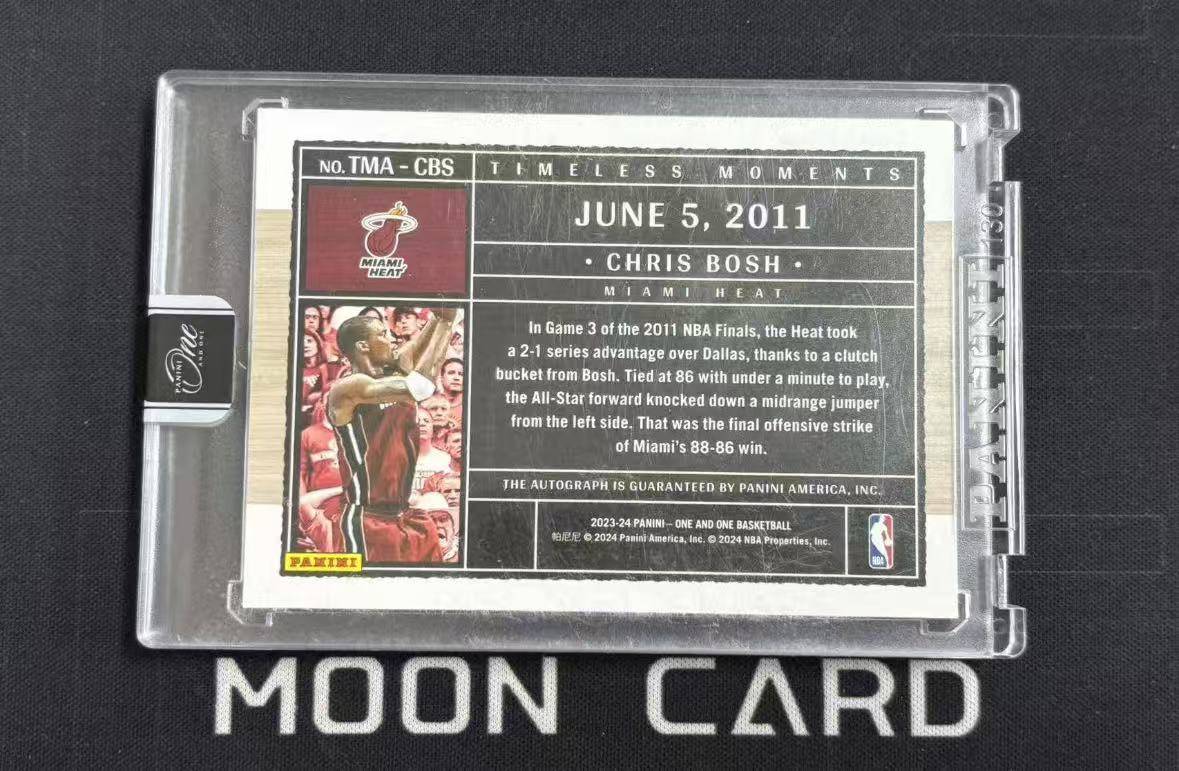 NO. TMA - CBS
TIMELESS MOMENTS
JUNE 5, 2011
• CHRIS BOSH •
MIAMI HEAT
MIAMI
HEAT
In Game 3 of the 2011 NBA Finals, the Heat took
a 2-1 series advantage over Dallas, thanks to a clutch
bucket from Bosh. Tied at 86 with under a minute to play,
the All-Star forward knocked down a midrange jumper
from the left side. That was the final offensive strike
of Miami's 88-86 win.
THE AUTOGRAPH IS GUARANTEED BY PANINI AMERICA, INC.
2023-24 PANINI – ONE AND ONE BASKETBALL
帕尼尼 © 2024 Panini America, Inc. © 2024 NBA Properties, Inc.
NBA
PANINI
PANINI
One
AND ONE
PANINI 130
MOON CARD